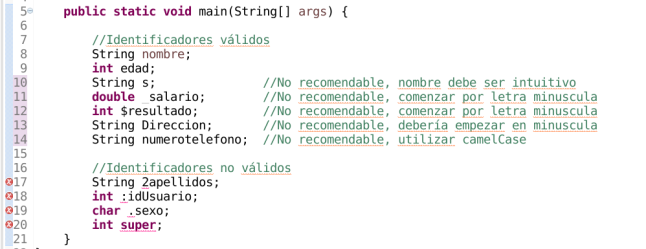 5 public static void main(String[] args) {
6
7 //Identificadores válidos
8 String nombre;
9 int edad;
10 String s; //No recomendable, nombre debe ser intuitivo
11 double _salario; //No recomendable, comenzar por letra minuscula
12 int $resultado; //No recomendable, comenzar por letra minuscula
13 String Direccion; //No recomendable, debería empezar en minuscula
14 String numerotelefono; //No recomendable, utilizar camelCase
15
16 //Identificadores no válidos
17 String 2apellidos;
18 int :idUsuario;
19 char .sexo;
20 int super;
21 }